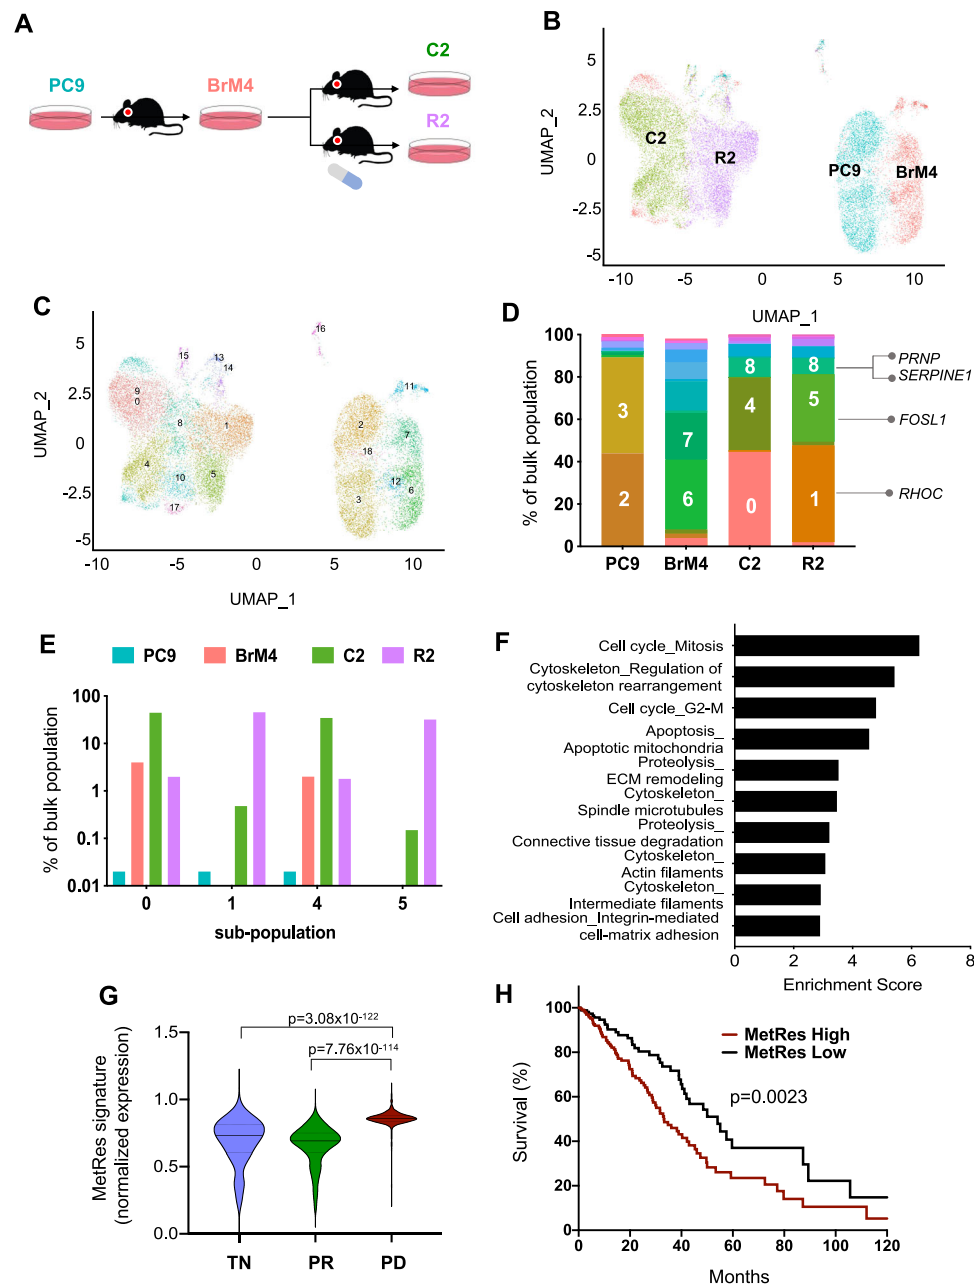 A
PC9
BrM4
C2
R2
B
UMAP_2
5
2.5
0
-2.5
-5
C2
R2
PC9
BrM4
-10
-5
0
5
10
UMAP_1
C
UMAP_2
5
2.5
0
-2.5
-5
16
15
13
14
9
0
8
1
4
10
5
17
11
2
7
18
12
3
6
-10
-5
0
5
10
UMAP_1
D
% of bulk population
100
80
60
40
20
0
3
2
7
6
8
4
0
8
5
1
PC9
BrM4
C2
R2
PRNP
SERPINE1
FOSL1
RHOC
E
PC9
BrM4
C2
R2
% of bulk population
100
10
1
0.1
0.01
0
1
4
5
sub-population
F
Cell cycle_Mitosis
Cytoskeleton_Regulation of
cytoskeleton rearrangement
Cell cycle_G2-M
Apoptosis_
Apoptotic mitochondria
Proteolysis_
ECM remodeling
Cytoskeleton_
Spindle microtubules
Proteolysis_
Connective tissue degradation
Cytoskeleton_
Actin filaments
Cytoskeleton_
Intermediate filaments
Cell adhesion_Integrin-mediated
cell-matrix adhesion
0
2
4
6
8
Enrichment Score
G
MetRes signature
(normalized expression)
1.5
1.0
0.5
0.0
p=3.08x10-122
p=7.76x10-114
TN
PR
PD
H
Survival (%)
100
80
60
40
20
0
MetRes High
MetRes Low
p=0.0023
0
20
40
60
80
100
120
Months